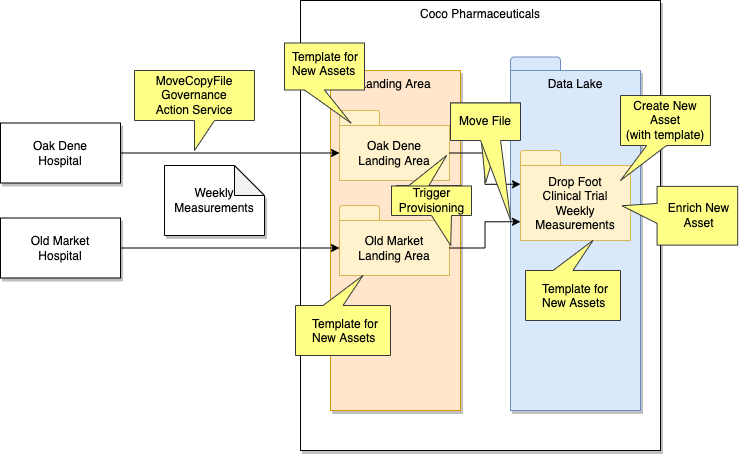 Coco Pharmaceuticals
Template for
New Assets
MoveCopyFile
Governance
Action Service
Landing Area
Data Lake
Move File
Create New
Asset
(with template)
Oak Dene
Hospital
Oak Dene
Landing Area
Weekly
Measurements
Trigger
Provisioning
Drop Foot
Clinical Trial
Weekly
Measurements
Enrich New
Asset
Old Market
Hospital
Old Market
Landing Area
Template for
New Assets
Template for
New Assets